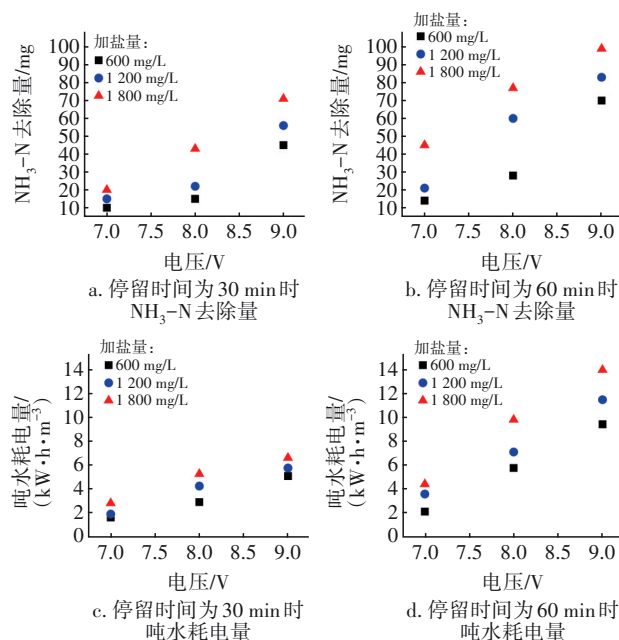 加盐量：
600 mg/L
1 200 mg/L
1 800 mg/L
NH3-N去除量/mg
100
90
80
70
60
50
40
30
20
10
7.0 7.5 8.0 8.5 9.0
电压/V
a. 停留时间为30 min时
NH3-N去除量
加盐量：
600 mg/L
1 200 mg/L
1 800 mg/L
NH3-N去除量/mg
100
90
80
70
60
50
40
30
20
10
7.0 7.5 8.0 8.5 9.0
电压/V
b. 停留时间为60 min时
NH3-N去除量
加盐量：
600 mg/L
1 200 mg/L
1 800 mg/L
吨水耗电量/
(kW·h·m-3)
14
12
10
8
6
4
2
0
7.0 7.5 8.0 8.5 9.0
电压/V
c. 停留时间为30 min时
吨水耗电量
加盐量：
600 mg/L
1 200 mg/L
1 800 mg/L
吨水耗电量/
(kW·h·m-3)
14
12
10
8
6
4
2
0
7.0 7.5 8.0 8.5 9.0
电压/V
d. 停留时间为60 min时
吨水耗电量